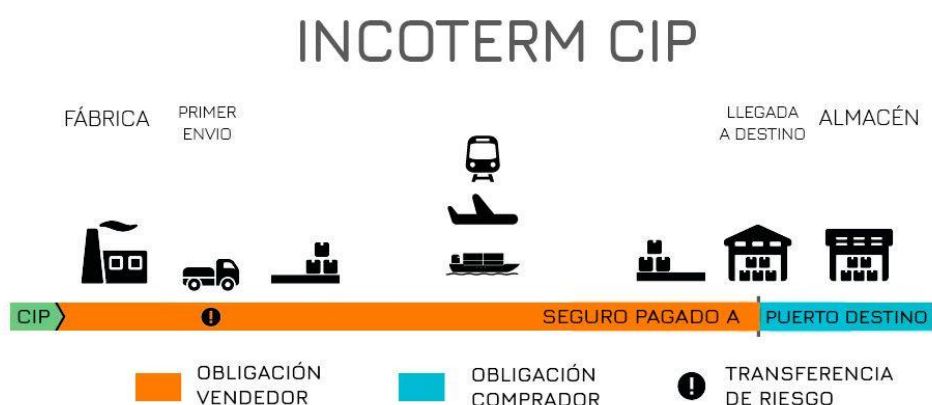 INCOTERM CIP
FÁBRICA
PRIMER
ENVIO
LLEGADA
A DESTINO
ALMACÉN
CIP
SEGURO PAGADO A
PUERTO DESTINO
OBLIGACIÓN
VENDEDOR
OBLIGACIÓN
COMPRADOR
TRANSFERENCIA
DE RIESGO